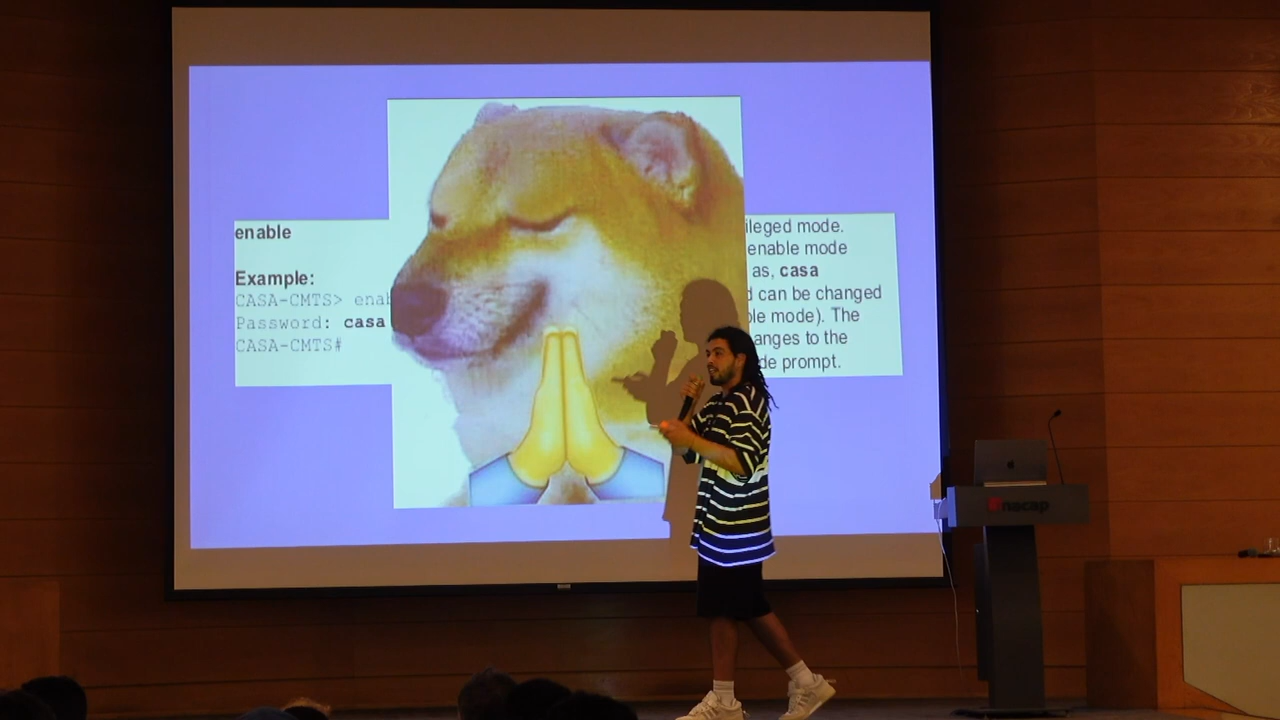 enable
Example:
CASA-CMTS> enab
Password: casa
CASA-CMTS#
ileged mode.
enable mode
as, casa
d can be changed
ole mode). The
anges to the
de prompt.
inacap